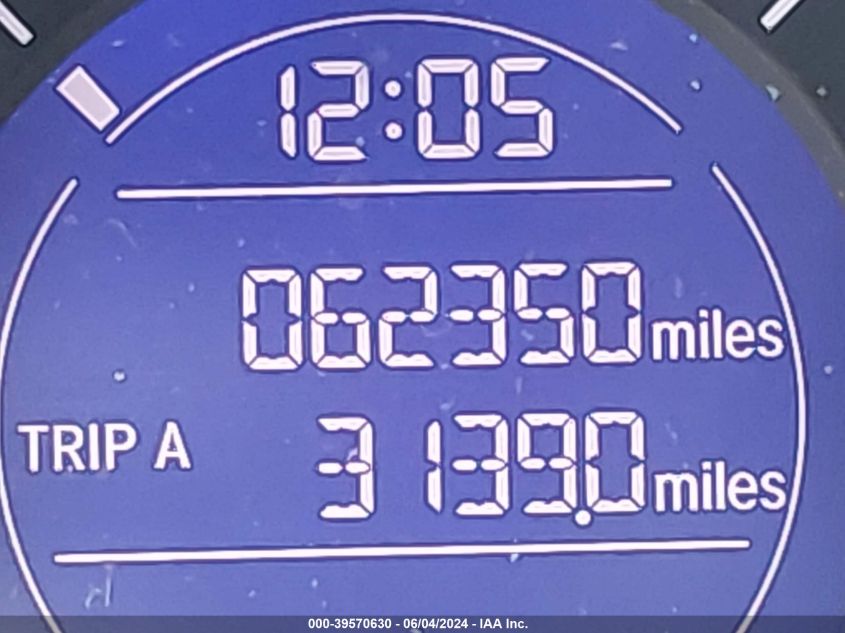 12:05
062350 miles
TRIP A 3139.0 miles
000-39570630 - 06/04/2024 - IAA Inc.